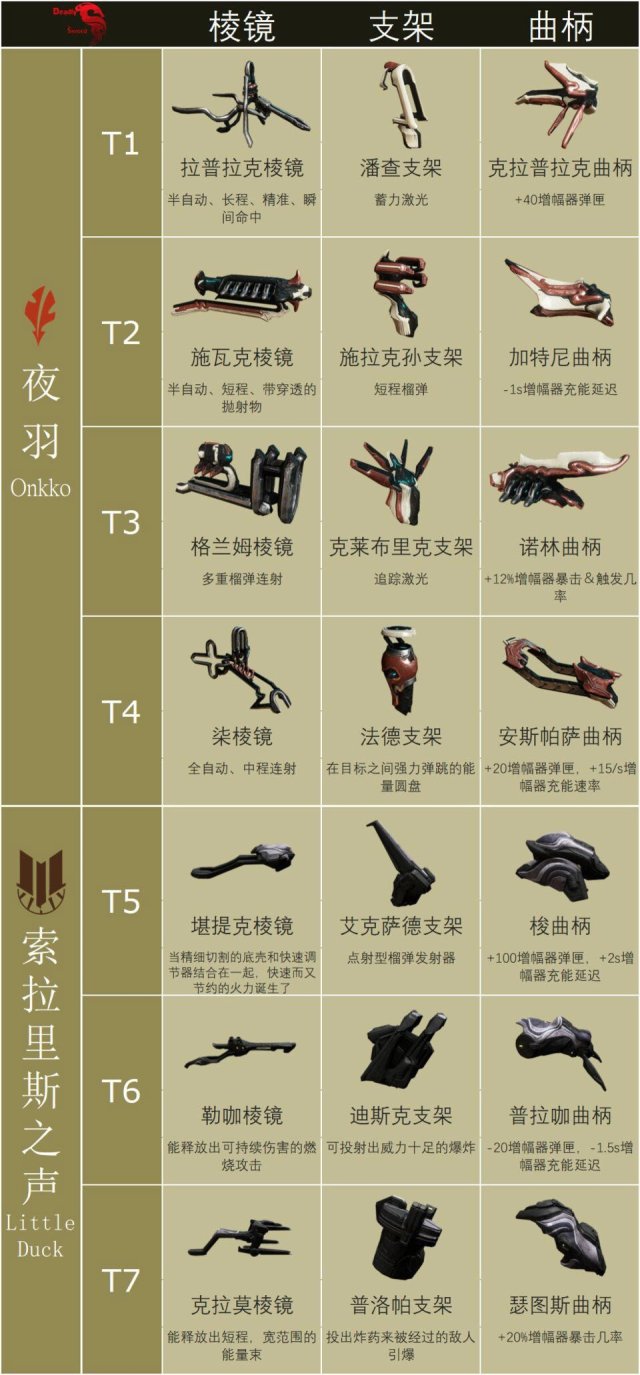 Deadly
Sword
棱镜 支架 曲柄
夜羽
Onkko
T1
拉普拉克棱镜
半自动、长程、精准、瞬
间命中
潘查支架
蓄力激光
克拉普拉克曲柄
+40增幅器弹匣
T2
施瓦克棱镜
半自动、短程、带穿透的
抛射物
施拉克孙支架
短程榴弹
加特尼曲柄
-1s增幅器充能延迟
T3
格兰姆棱镜
多重榴弹连射
克莱布里克支架
追踪激光
诺林曲柄
+12%增幅器暴击＆触发几
率
T4
柒棱镜
全自动、中程连射
法德支架
在目标之间强力弹跳的能
量圆盘
安斯帕萨曲柄
+20增幅器弹匣，+15/s增
幅器充能速率
索拉里斯之声
Little
Duck
T5
堪提克棱镜
当精细切割的底壳和快速调
节器结合在一起，快速而又
节约的火力诞生了
艾克萨德支架
点射型榴弹发射器
梭曲柄
+100增幅器弹匣，+2s增
幅器充能延迟
T6
勒咖棱镜
能释放出可持续伤害的燃
烧攻击
迪斯克支架
可投射出威力十足的爆炸
普拉咖曲柄
-20增幅器弹匣，-1.5s增
幅器充能延迟
T7
克拉莫棱镜
能释放出短程，宽范围的
能量束
普洛帕支架
投出炸药来被经过的敌人
引爆
瑟图斯曲柄
+20%增幅器暴击几率